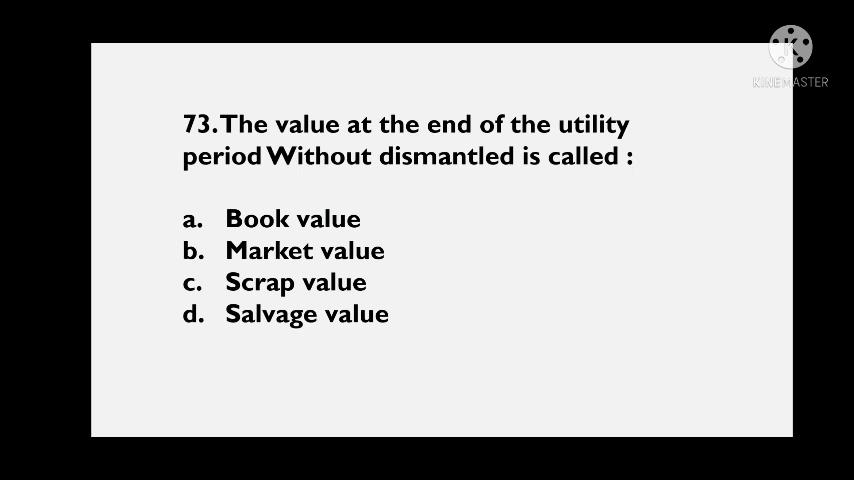 KINEMASTER
73.The value at the end of the utility
period Without dismantled is called :
a. Book value
b. Market value
c. Scrap value
d. Salvage value